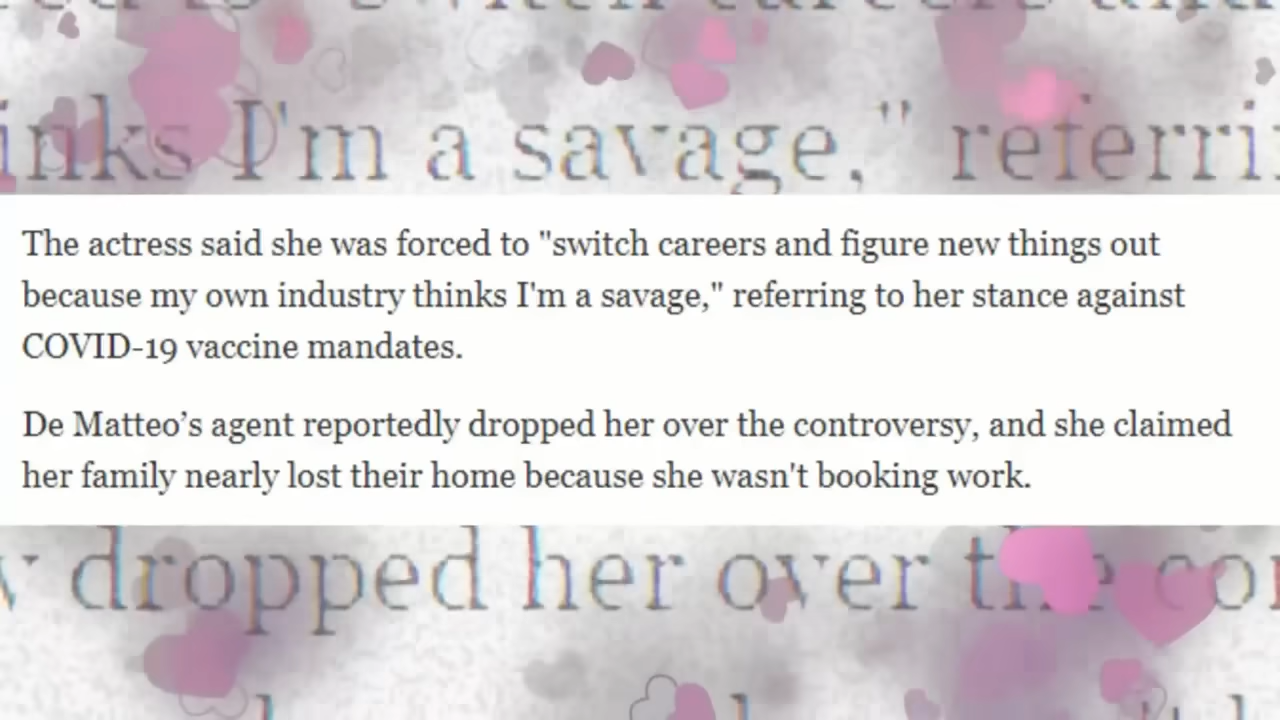 inks I'm a savage," referri
The actress said she was forced to "switch careers and figure new things out
because my own industry thinks I'm a savage," referring to her stance against
COVID-19 vaccine mandates.
De Matteo’s agent reportedly dropped her over the controversy, and she claimed
her family nearly lost their home because she wasn't booking work.
dropped her over the co